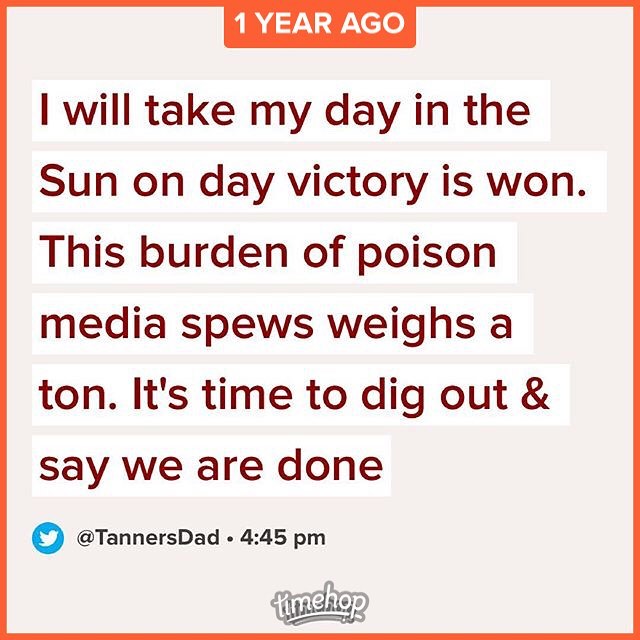 1 YEAR AGO
I will take my day in the
Sun on day victory is won.
This burden of poison
media spews weighs a
ton. It's time to dig out &
say we are done
@TannersDad • 4:45 pm
timehop